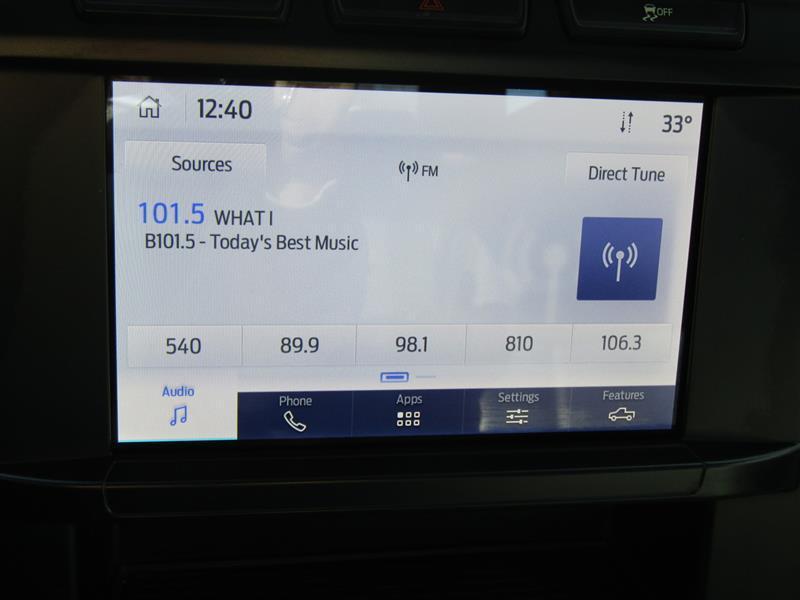 OFF
12:40
33°
Sources
FM
Direct Tune
101.5 WHAT I
B101.5 - Today's Best Music
540 89.9 98.1 810 106.3
Audio Phone Apps Settings Features